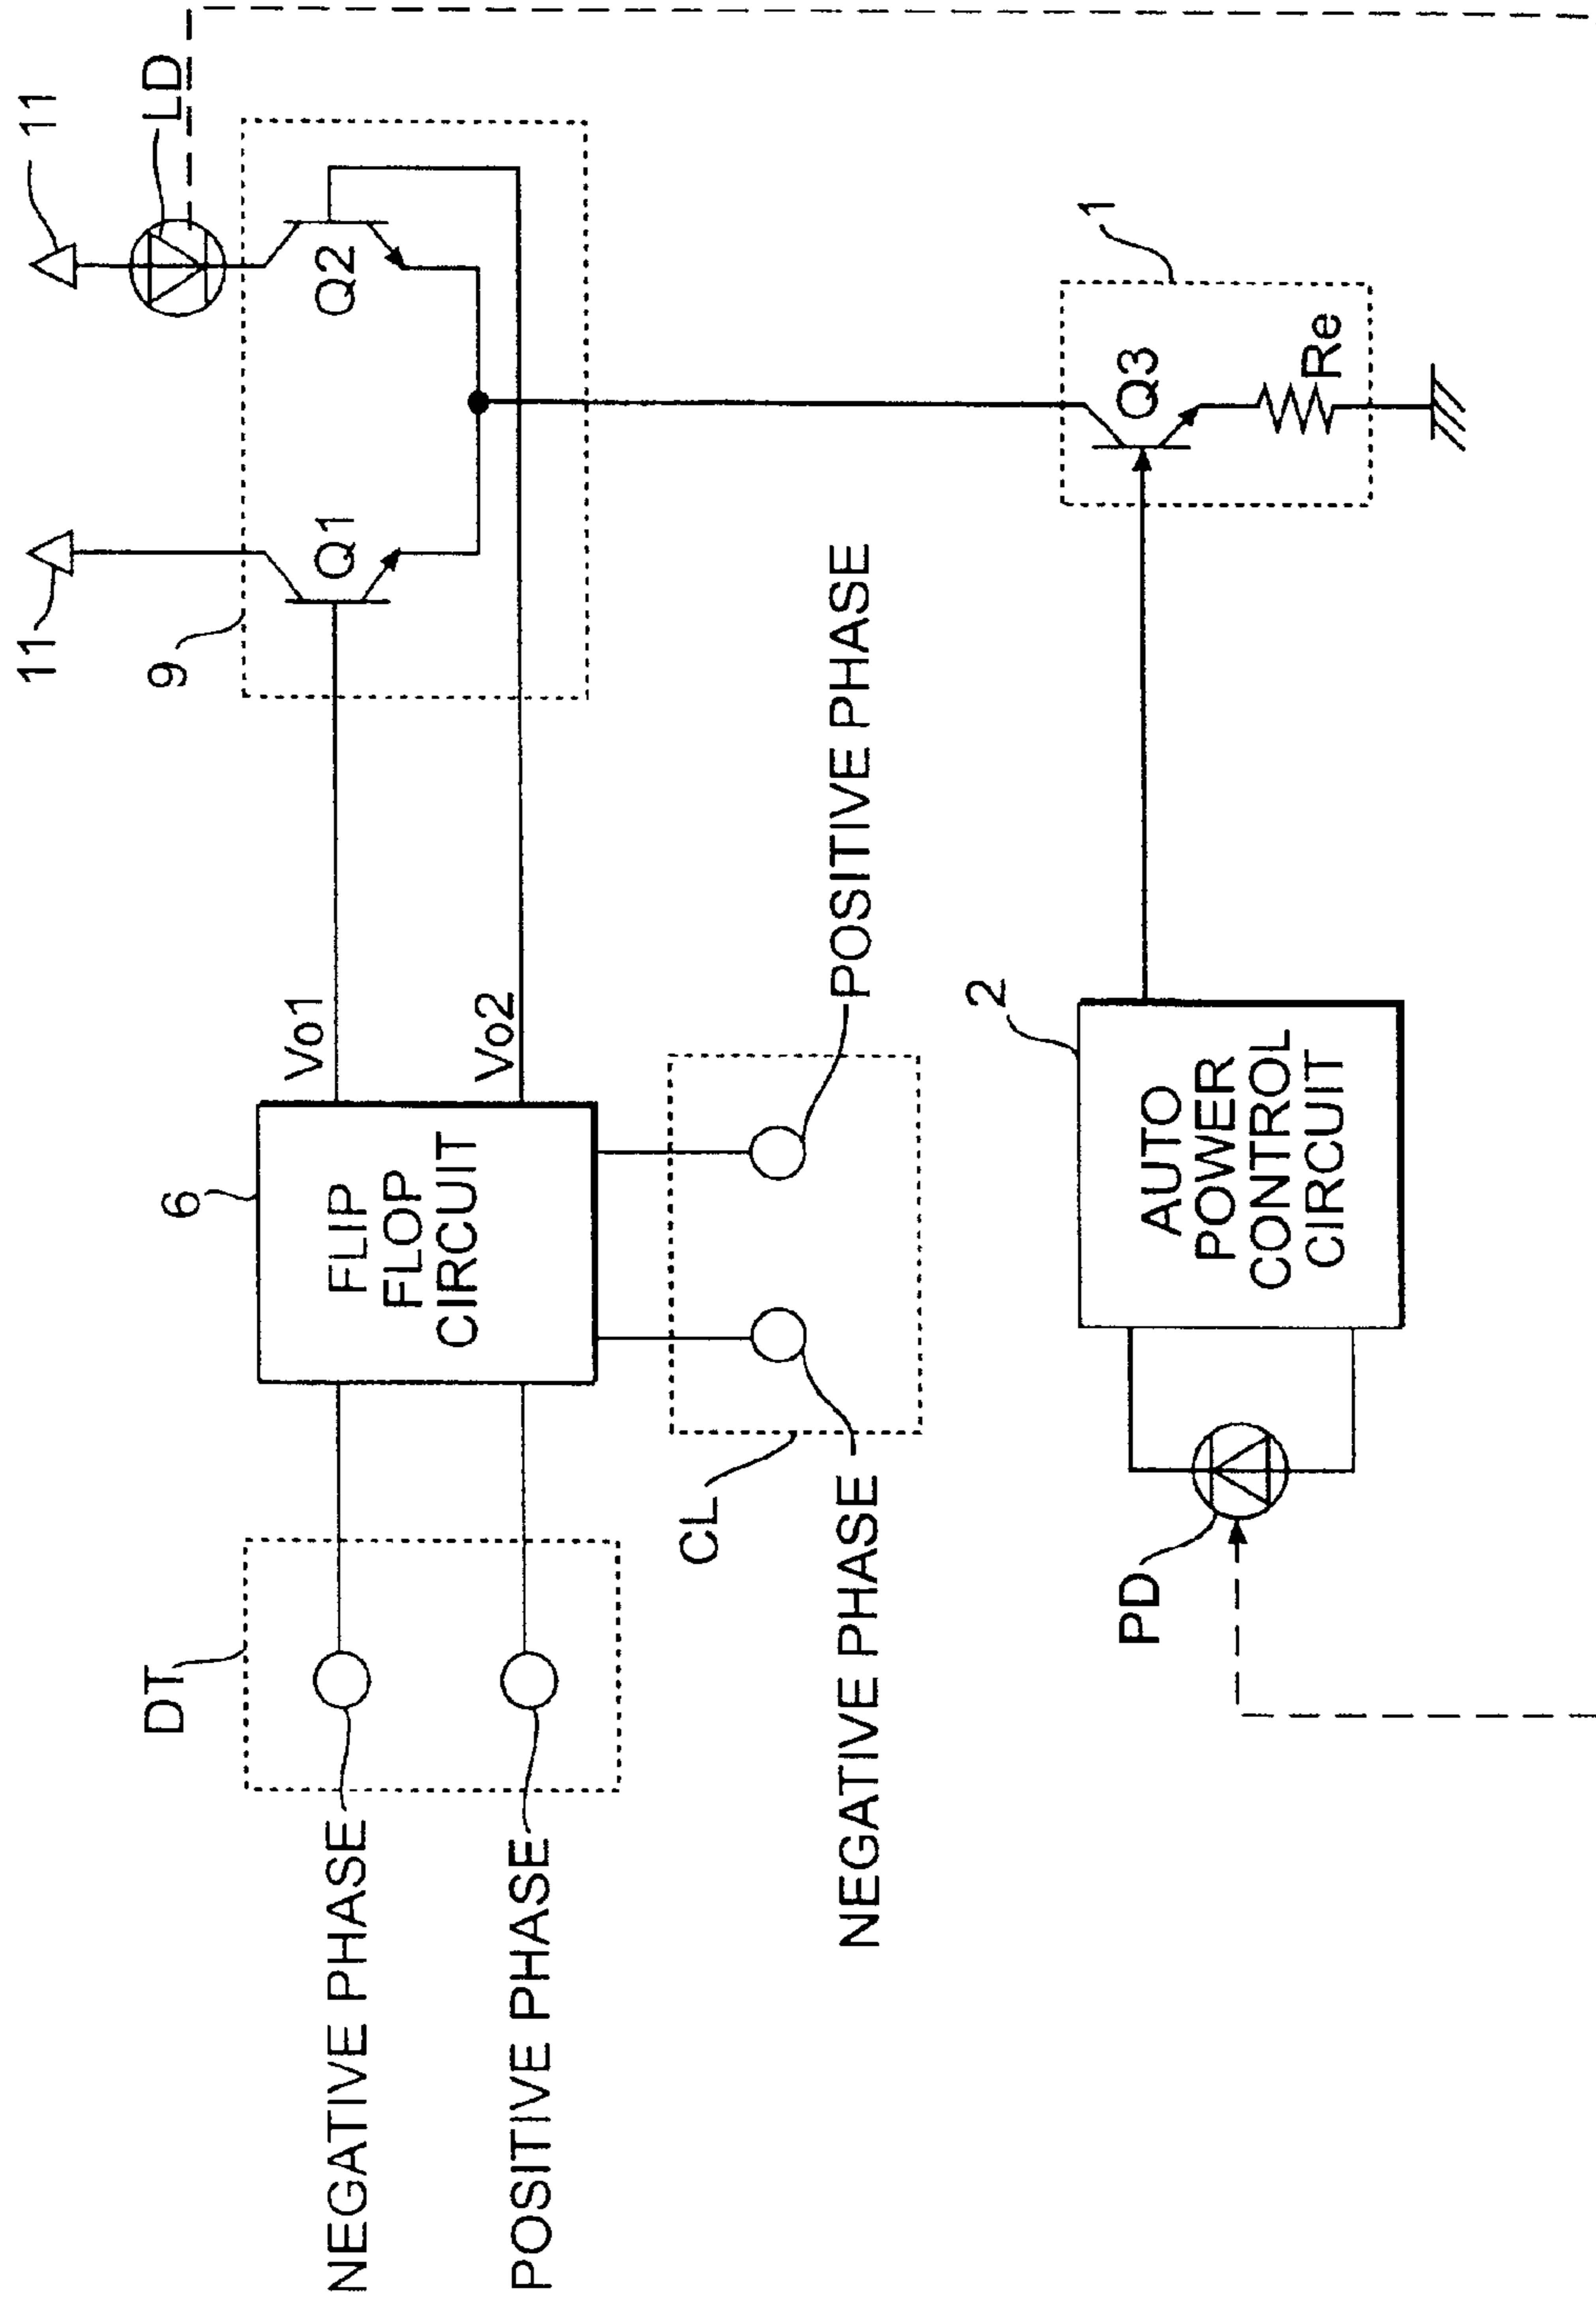 11
11
LD
9
Q1
Q2
6
Vo1
Vo2
FLIP
FLOP
CIRCUIT
DT
NEGATIVE PHASE
POSITIVE PHASE
CL
NEGATIVE PHASE
POSITIVE PHASE
1
Q3
Re
2
AUTO
POWER
CONTROL
CIRCUIT
PD